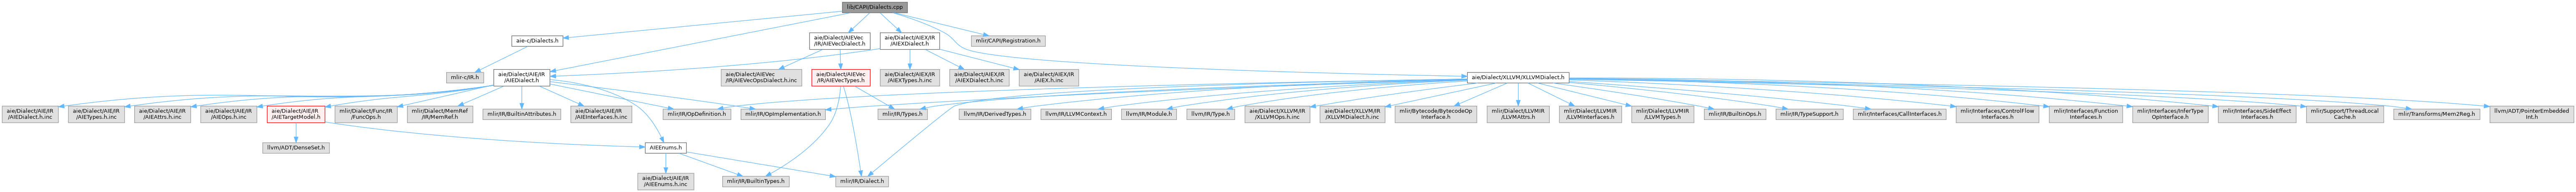 lib/CAPI/Dialects.cpp
aie-c/Dialects.h
aie/Dialect/AIEVec
/IR/AIEVecDialect.h
aie/Dialect/AIEX/IR
/AIEXDialect.h
mlir/CAPI/Registration.h
mlir-c/IR.h
aie/Dialect/AIE/IR
/AIEDialect.h
aie/Dialect/AIEVec
/IR/AIEVecOpsDialect.h.inc
aie/Dialect/AIEVec
/IR/AIEVecTypes.h
aie/Dialect/AIEX/IR
/AIEXTypes.h.inc
aie/Dialect/AIEX/IR
/AIEXDialect.h.inc
aie/Dialect/AIEX/IR
/AIEX.h.inc
aie/Dialect/XLLVM/XLLVMDialect.h
aie/Dialect/AIE/IR
/AIEDialect.h.inc
aie/Dialect/AIE/IR
/AIETypes.h.inc
aie/Dialect/AIE/IR
/AIEAttrs.h.inc
aie/Dialect/AIE/IR
/AIEOps.h.inc
aie/Dialect/AIE/IR
/AIETargetModel.h
mlir/Dialect/Func/IR
/FuncOps.h
mlir/Dialect/MemRef
/IR/MemRef.h
mlir/IR/BuiltinAttributes.h
aie/Dialect/AIE/IR
/AIEInterfaces.h.inc
mlir/IR/OpDefinition.h
mlir/IR/OpImplementation.h
mlir/IR/Types.h
llvm/IR/DerivedTypes.h
llvm/IR/LLVMContext.h
llvm/IR/Module.h
llvm/IR/Type.h
aie/Dialect/XLLVM/IR
/XLLVMOps.h.inc
aie/Dialect/XLLVM/IR
/XLLVMDialect.h.inc
mlir/Bytecode/BytecodeOp
Interface.h
mlir/Dialect/LLVMIR
/LLVMAttrs.h
mlir/Dialect/LLVMIR
/LLVMInterfaces.h
mlir/Dialect/LLVMIR
/LLVMTypes.h
mlir/IR/BuiltinOps.h
mlir/IR/TypeSupport.h
mlir/Interfaces/CallInterfaces.h
mlir/Interfaces/ControlFlow
Interfaces.h
mlir/Interfaces/Function
Interfaces.h
mlir/Interfaces/InferType
OpInterface.h
mlir/Interfaces/SideEffect
Interfaces.h
mlir/Support/ThreadLocal
Cache.h
mlir/Transforms/Mem2Reg.h
llvm/ADT/PointerEmbedded
Int.h
llvm/ADT/DenseSet.h
AIEEnums.h
aie/Dialect/AIE/IR
/AIEEnums.h.inc
mlir/IR/BuiltinTypes.h
mlir/IR/Dialect.h